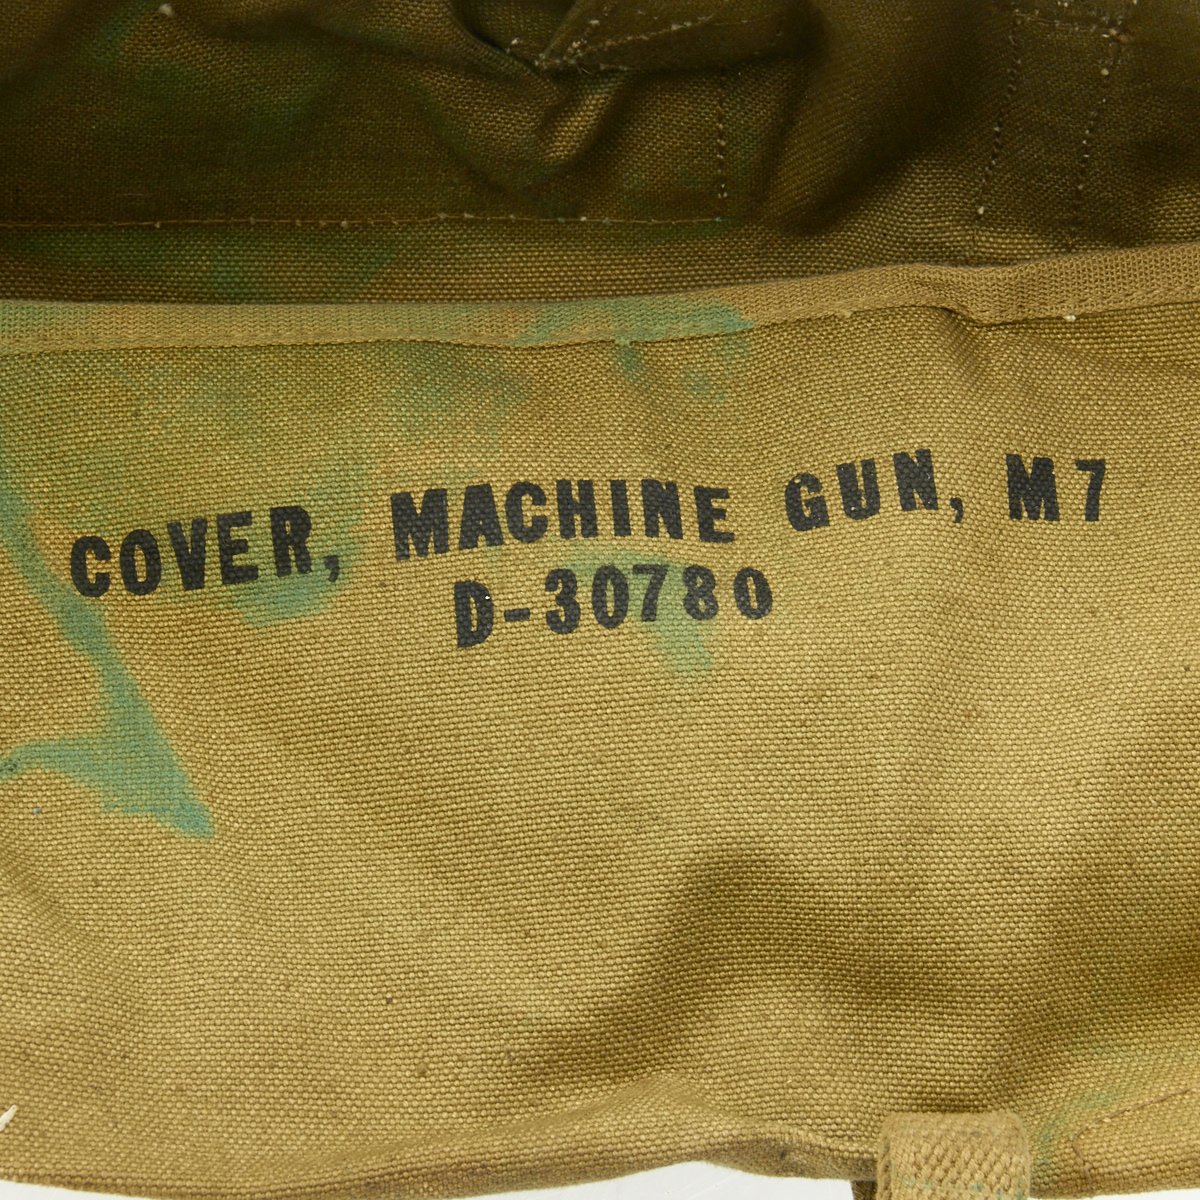 COVER, MACHINE GUN, M7
D-30780